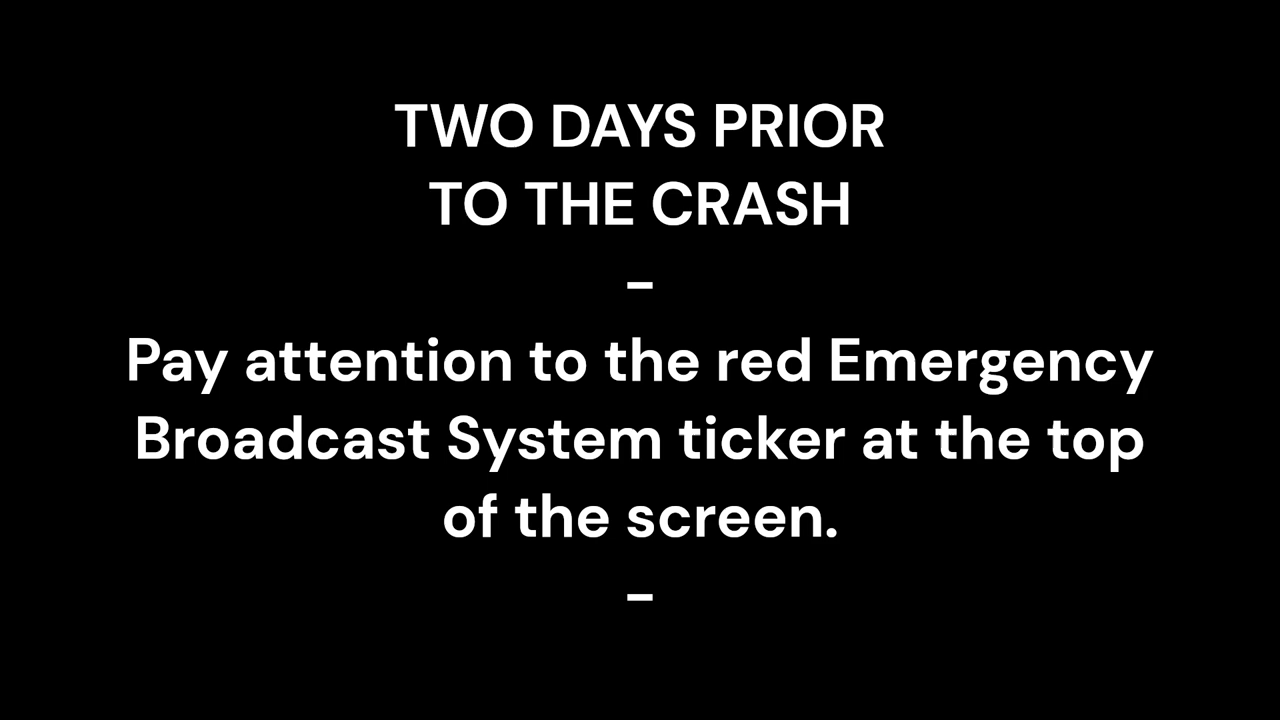 TWO DAYS PRIOR
TO THE CRASH
-
Pay attention to the red Emergency
Broadcast System ticker at the top
of the screen.
-